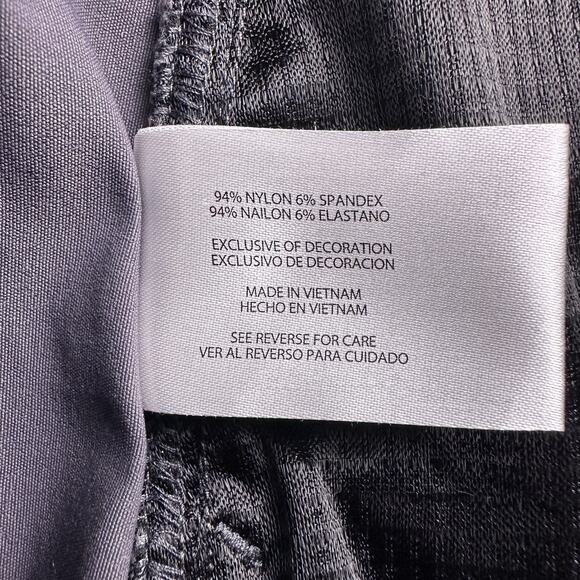 94% NYLON 6% SPANDEX
94% NAILON 6% ELASTANO
EXCLUSIVE OF DECORATION
EXCLUSIVO DE DECORACION
MADE IN VIETNAM
HECHO EN VIETNAM
SEE REVERSE FOR CARE
VER AL REVERSO PARA CUIDADO